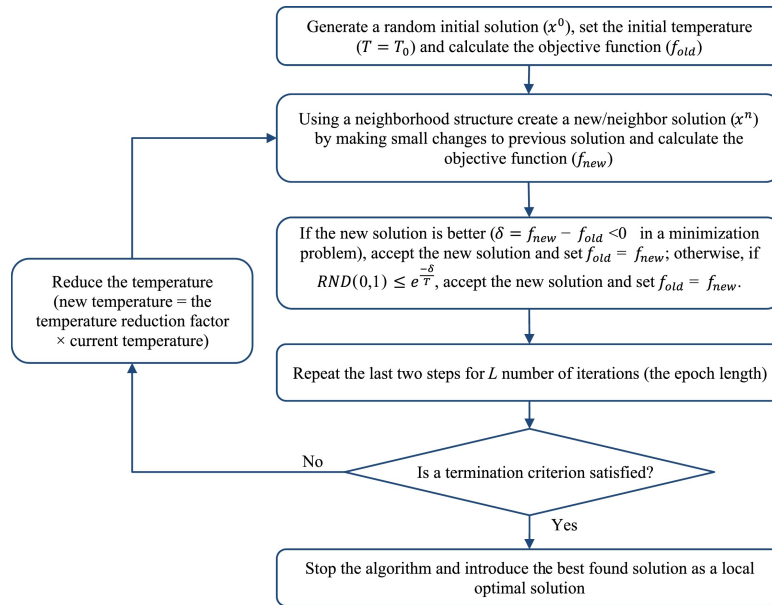 Generate a random initial solution (x⁰), set the initial temperature
(T = T₀) and calculate the objective function (f_old)
Using a neighborhood structure create a new/neighbor solution (xⁿ)
by making small changes to previous solution and calculate the
objective function (f_new)
If the new solution is better (δ = f_new − f_old <0 in a minimization
problem), accept the new solution and set f_old = f_new; otherwise, if
RND(0,1) ≤ e^(−δ/T), accept the new solution and set f_old = f_new.
Reduce the temperature
(new temperature = the
temperature reduction factor
× current temperature)
Repeat the last two steps for L number of iterations (the epoch length)
No
Is a termination criterion satisfied?
Yes
Stop the algorithm and introduce the best found solution as a local
optimal solution